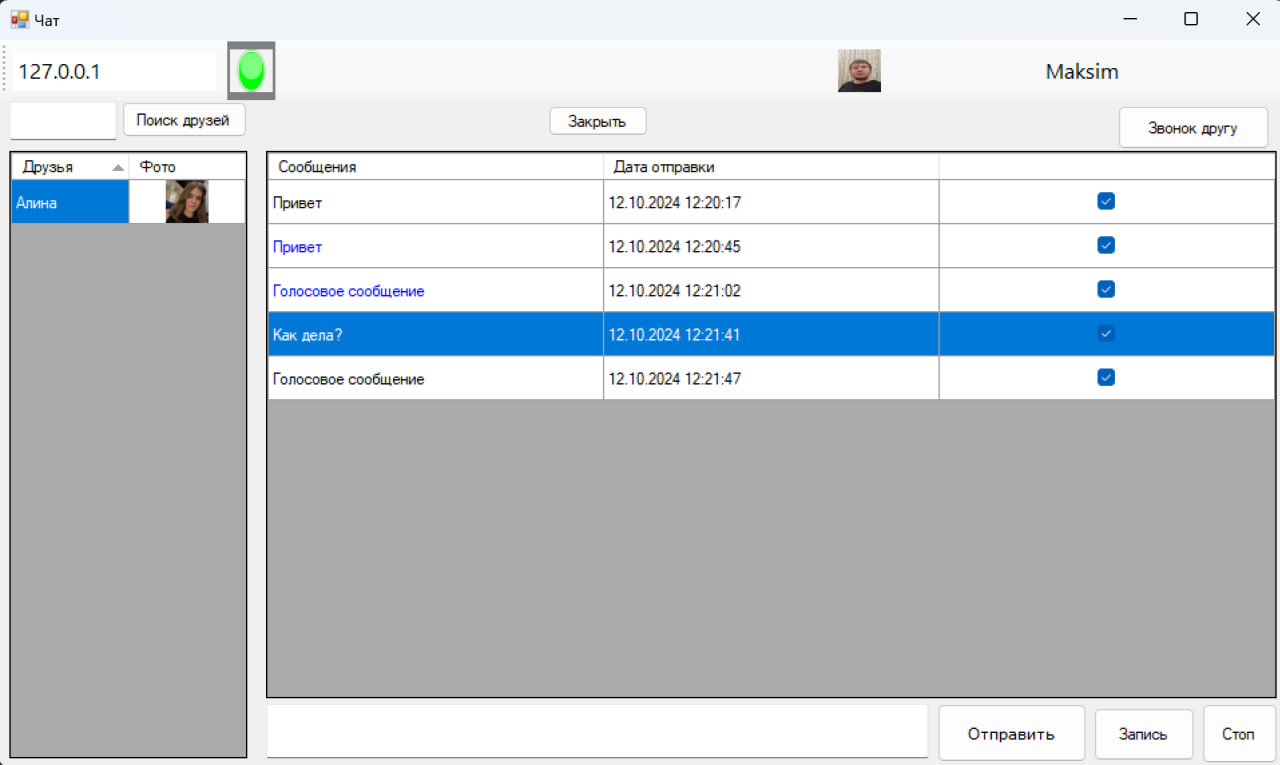 Чат
127.0.0.1
Maksim
Поиск друзей
Закрыть
Звонок другу
Друзья Фото
Алина
Сообщения Дата отправки
Привет 12.10.2024 12:20:17
Привет 12.10.2024 12:20:45
Голосовое сообщение 12.10.2024 12:21:02
Как дела? 12.10.2024 12:21:41
Голосовое сообщение 12.10.2024 12:21:47
Отправить
Запись
Стоп